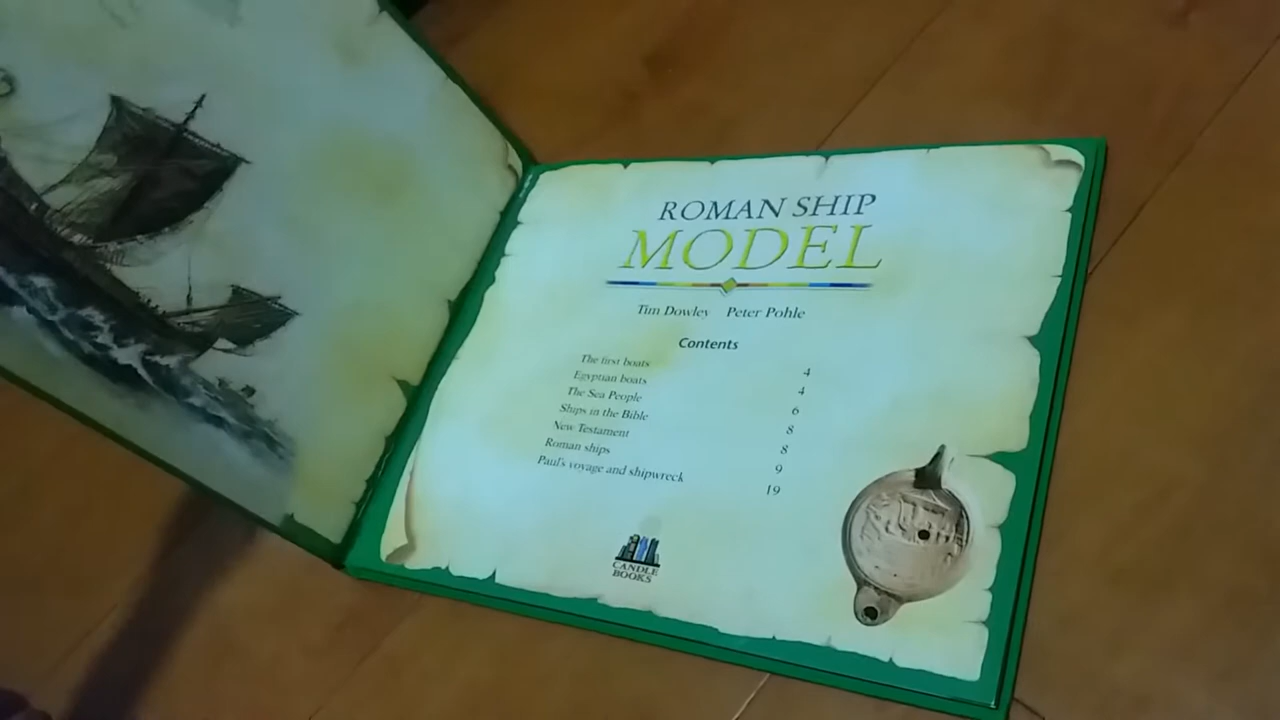 ROMAN SHIP
MODEL
Tim Dowley Peter Pohle
Contents
The first boats 4
Egyptian boats 4
The Sea People 6
Ships in the Bible 8
New Testament 8
Roman ships 9
Paul's voyage and shipwreck 19
CANDLE
BOOKS